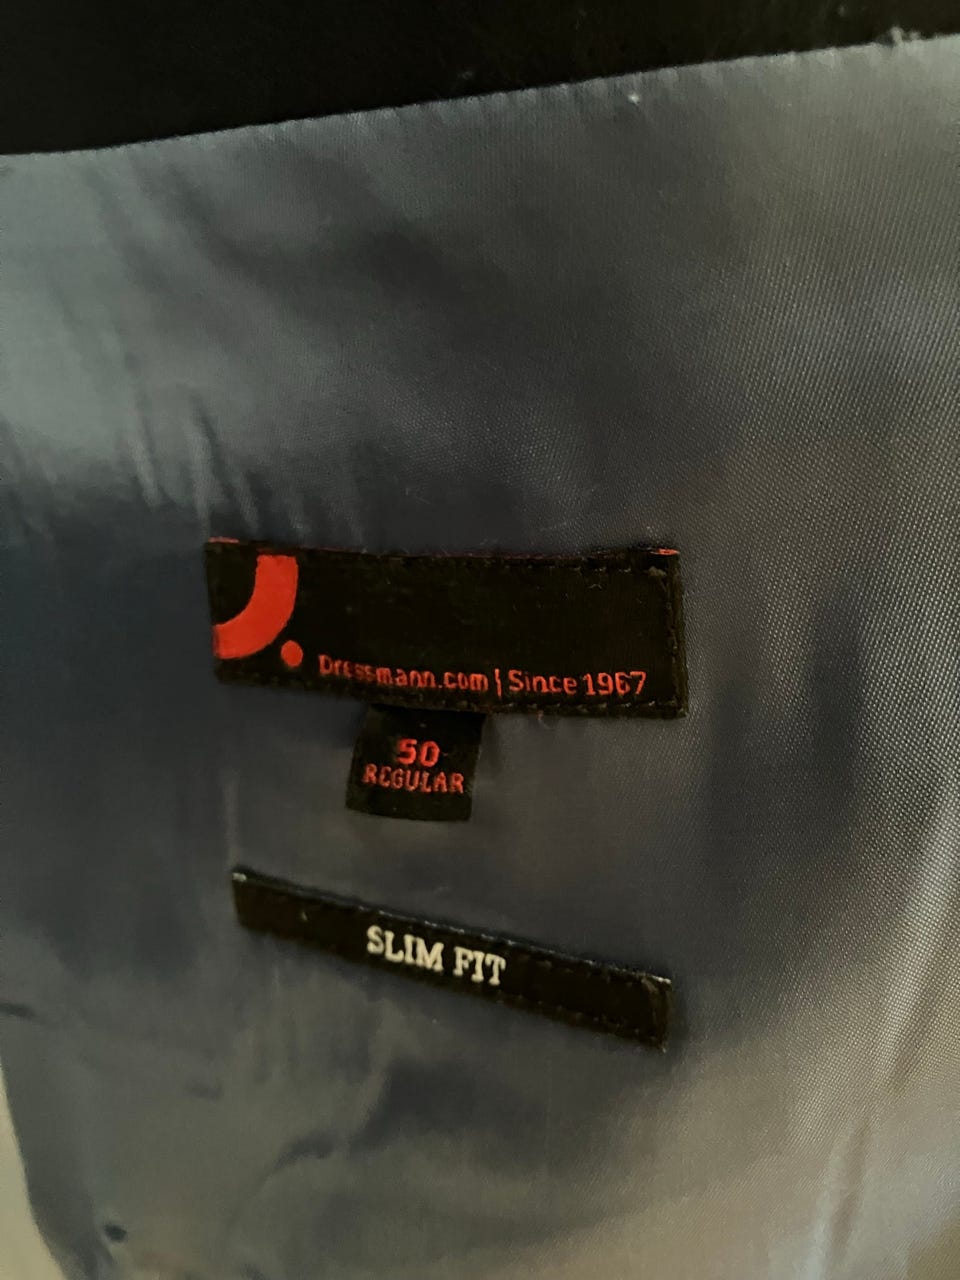 Dressmann.com | Since 1967
50
REGULAR
SLIM FIT